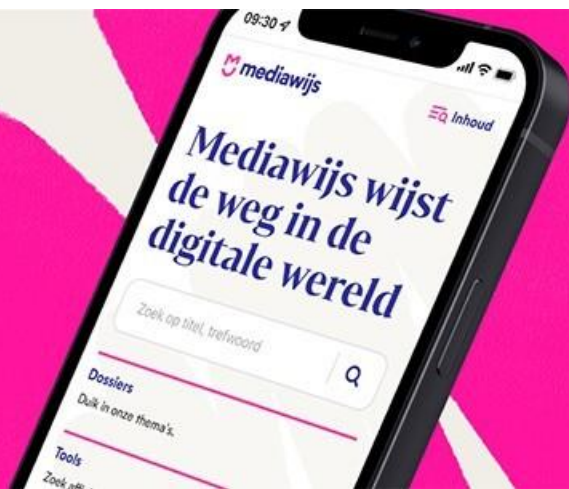 09:30
mediawijs
Inhoud
Mediawijs wijst
de weg in de
digitale wereld
Zoek op titel, trefwoord
Dossiers
Duik in onze thema's.
Tools
Zoek